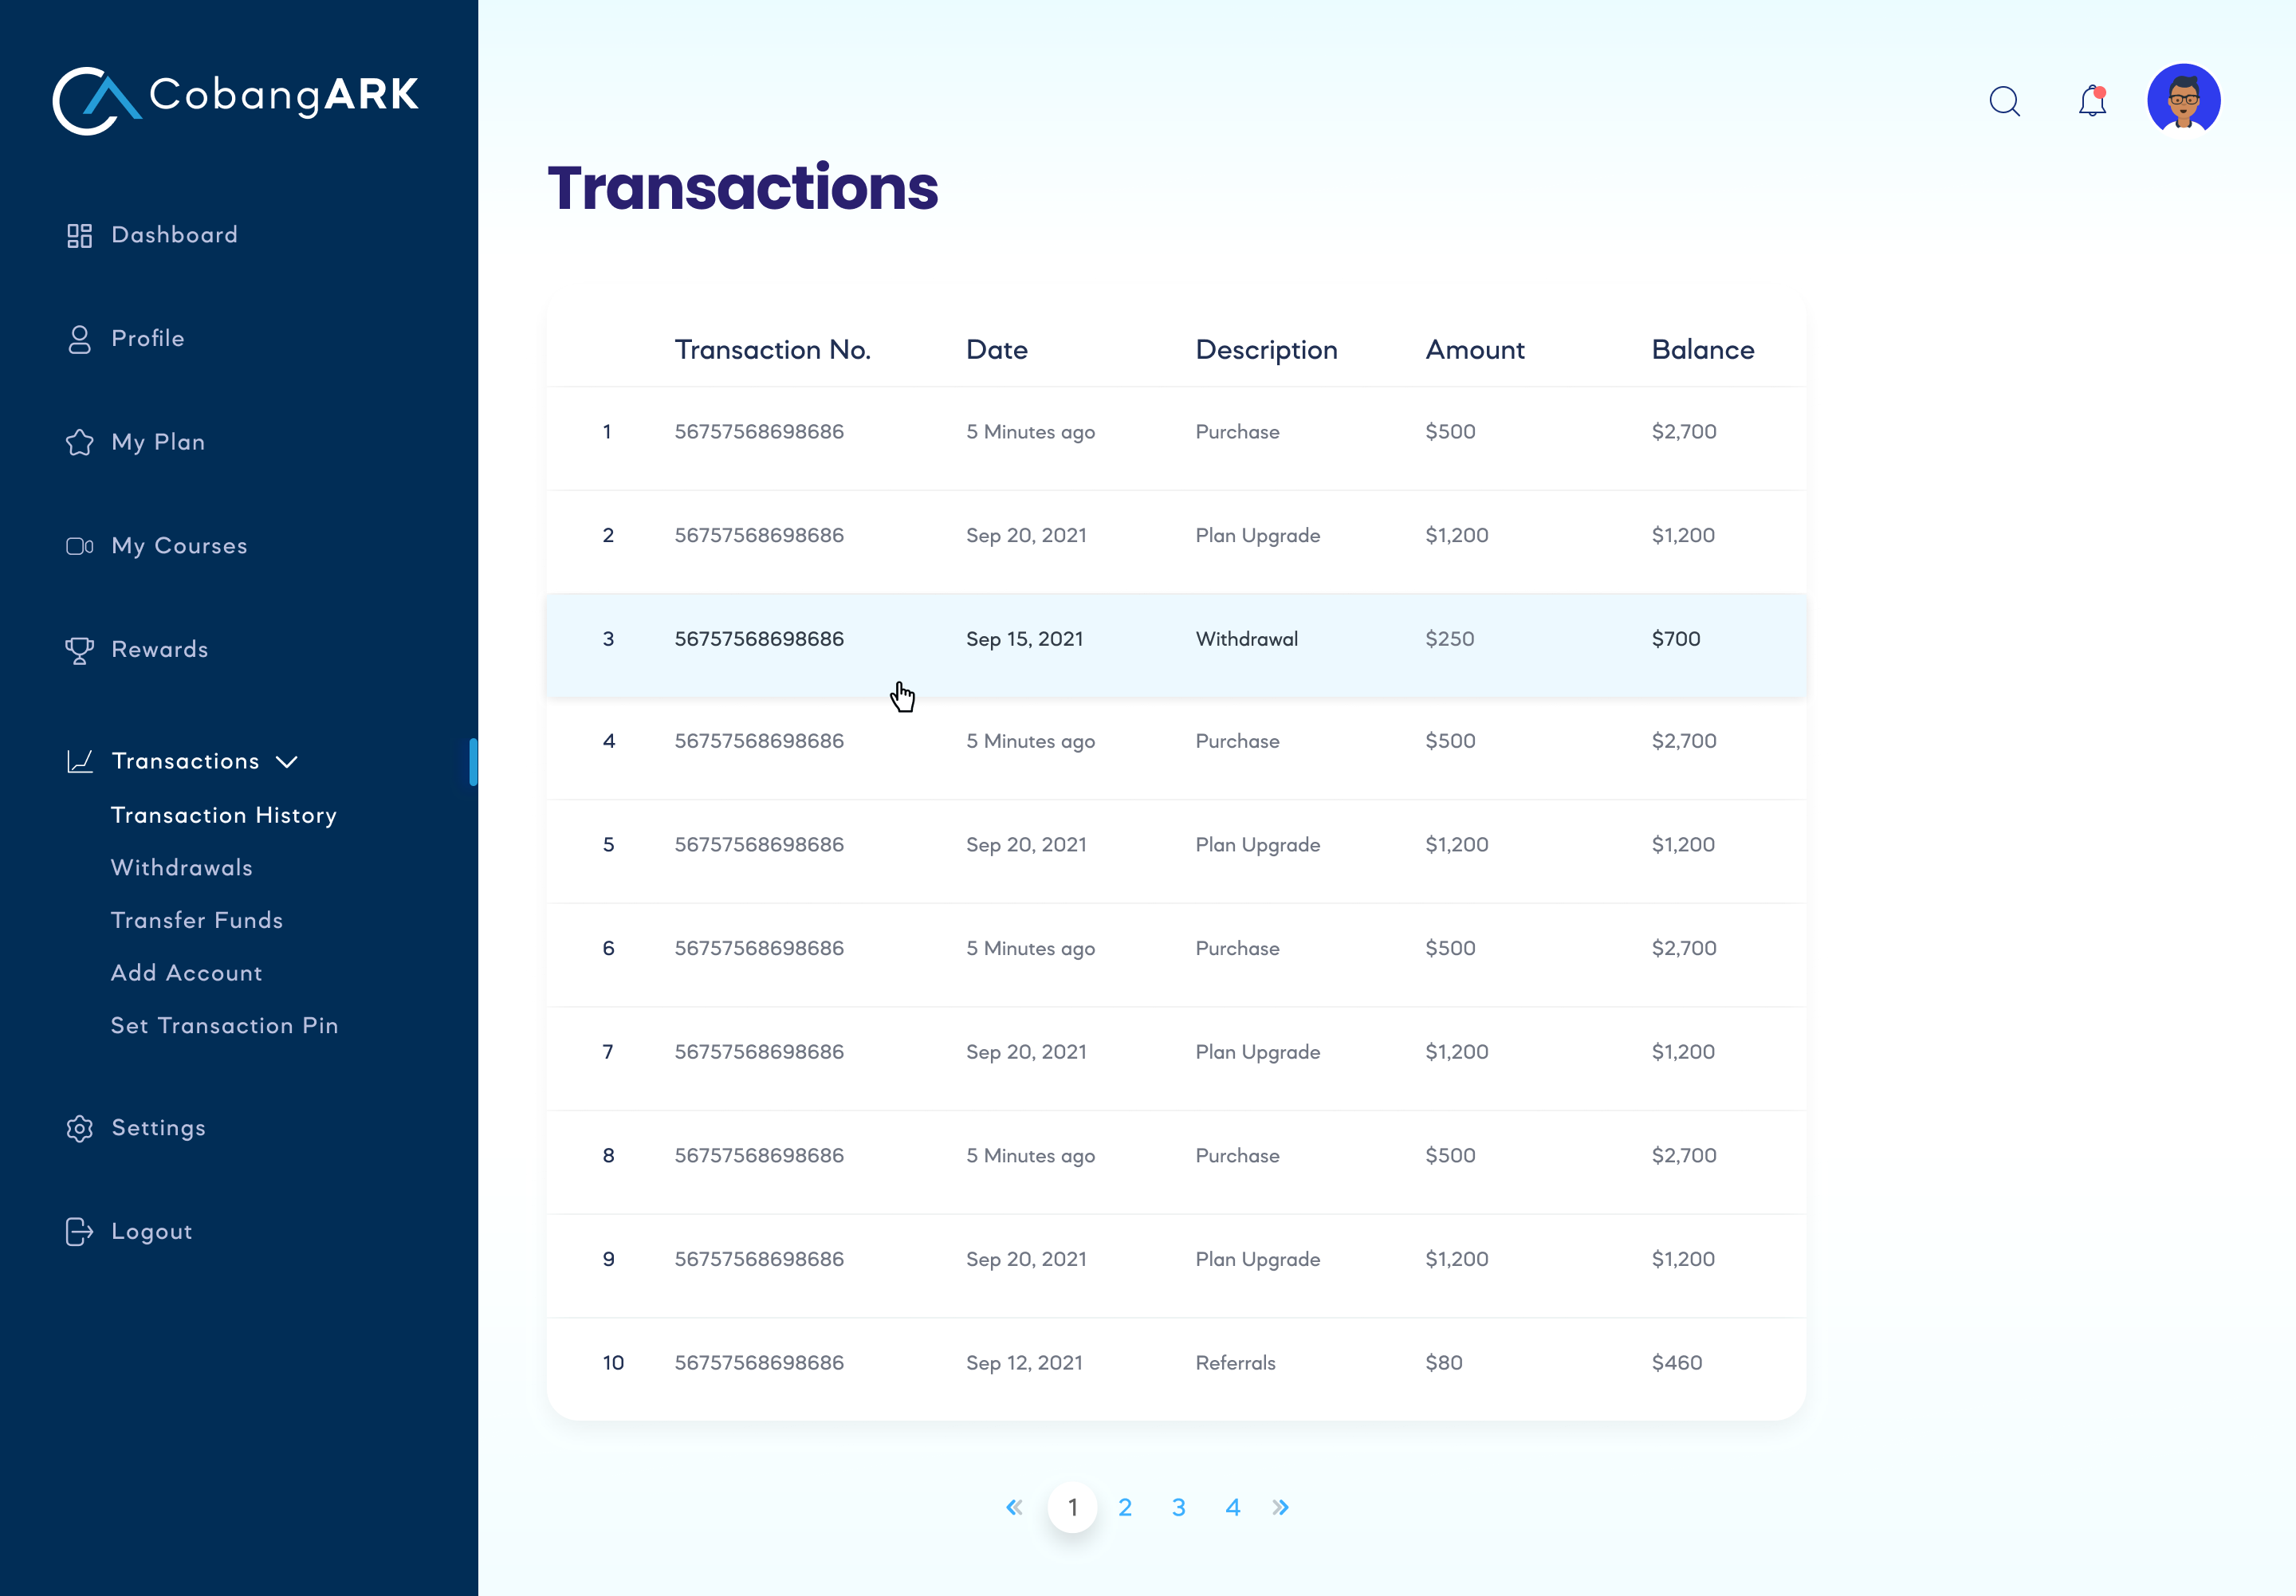 CobangARK
Dashboard
Profile
My Plan
My Courses
Rewards
Transactions
Transaction History
Withdrawals
Transfer Funds
Add Account
Set Transaction Pin
Settings
Logout
Transactions
Transaction No. Date Description Amount Balance
1 56757568698686 5 Minutes ago Purchase $500 $2,700
2 56757568698686 Sep 20, 2021 Plan Upgrade $1,200 $1,200
3 56757568698686 Sep 15, 2021 Withdrawal $250 $700
4 56757568698686 5 Minutes ago Purchase $500 $2,700
5 56757568698686 Sep 20, 2021 Plan Upgrade $1,200 $1,200
6 56757568698686 5 Minutes ago Purchase $500 $2,700
7 56757568698686 Sep 20, 2021 Plan Upgrade $1,200 $1,200
8 56757568698686 5 Minutes ago Purchase $500 $2,700
9 56757568698686 Sep 20, 2021 Plan Upgrade $1,200 $1,200
10 56757568698686 Sep 12, 2021 Referrals $80 $460
« 1 2 3 4 »